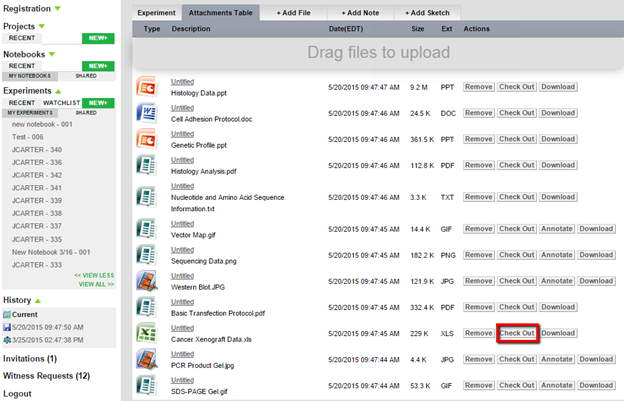 Registration
Projects
RECENT NEW+
Notebooks
RECENT NEW+
MY NOTEBOOKS SHARED
Experiments
RECENT WATCHLIST NEW+
MY EXPERIMENTS SHARED
new notebook - 001
Test - 006
JCARTER - 340
JCARTER - 336
JCARTER - 342
JCARTER - 341
JCARTER - 339
JCARTER - 338
JCARTER - 337
JCARTER - 335
New Notebook 3/16 - 001
JCARTER - 333
<< VIEW LESS
VIEW ALL >>
History
Current
5/20/2015 09:47:50 AM
3/25/2015 02:47:38 PM
Invitations (1)
Witness Requests (12)
Logout
Experiment Attachments Table + Add File + Add Note + Add Sketch
Type Description Date(EDT) Size Ext Actions
Drag files to upload
Untitled
Histology Data.ppt 5/20/2015 09:47:47 AM 9.2 M PPT Remove Check Out Download
Untitled
Cell Adhesion Protocol.doc 5/20/2015 09:47:46 AM 24.5 K DOC Remove Check Out Download
Untitled
Genetic Profile.ppt 5/20/2015 09:47:46 AM 361.5 K PPT Remove Check Out Download
Untitled
Histology Analysis.pdf 5/20/2015 09:47:46 AM 112.8 K PDF Remove Check Out Download
Untitled
Nucleotide and Amino Acid Sequence 5/20/2015 09:47:46 AM 3.3 K TXT Remove Check Out Download
Information.txt
Untitled
Vector Map.gif 5/20/2015 09:47:45 AM 14.4 K GIF Remove Check Out Annotate Download
Untitled
Sequencing Data.png 5/20/2015 09:47:45 AM 182.2 K PNG Remove Check Out Annotate Download
Untitled
Western Blot.JPG 5/20/2015 09:47:45 AM 121.9 K JPG Remove Check Out Annotate Download
Untitled
Basic Transfection Protocol.pdf 5/20/2015 09:47:45 AM 332.4 K PDF Remove Check Out Download
Untitled
Cancer Xenograft Data.xls 5/20/2015 09:47:45 AM 229 K XLS Remove Check Out Download
Untitled
PCR Product Gel.jpg 5/20/2015 09:47:44 AM 4.4 K JPG Remove Check Out Annotate Download
Untitled
SDS-PAGE Gel.gif 5/20/2015 09:47:44 AM 53.3 K GIF Remove Check Out Annotate Download